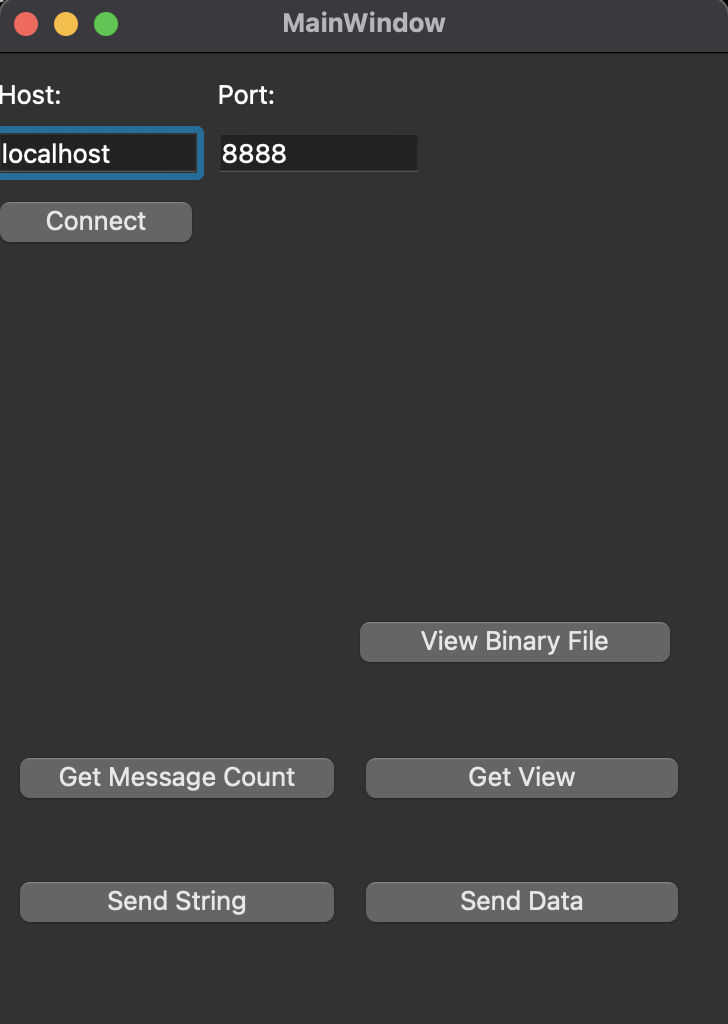 MainWindow
Host: Port:
localhost 8888
Connect
View Binary File
Get Message Count Get View
Send String Send Data